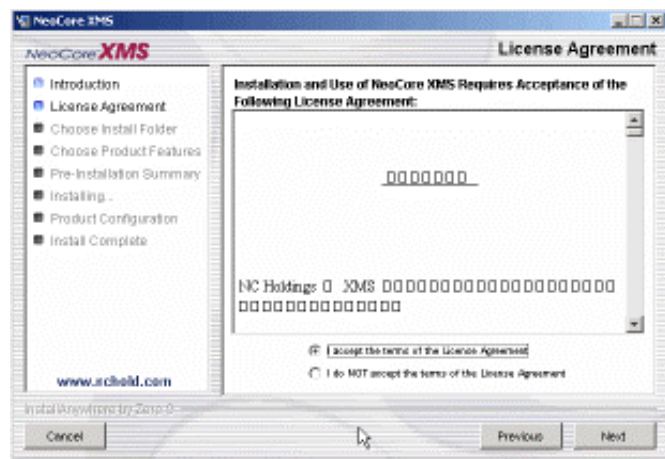 NeoCore XMS
NeoCore XMS
License Agreement
Introduction
License Agreement
Choose Install Folder
Choose Product Features
Pre-Installation Summary
Installing...
Product Configuration
Install Complete
www.nchold.com
Installation and Use of NeoCore XMS Requires Acceptance of the
Following License Agreement:
□□□□□□□
NC Holdings □ XMS □□□□□□□□□□□□□□□□□□□□
□□□□□□□□□□□□□□
I accept the terms of the License Agreement
I do NOT accept the terms of the License Agreement
InstallAnywhere by Zero G
Cancel
Previous
Next